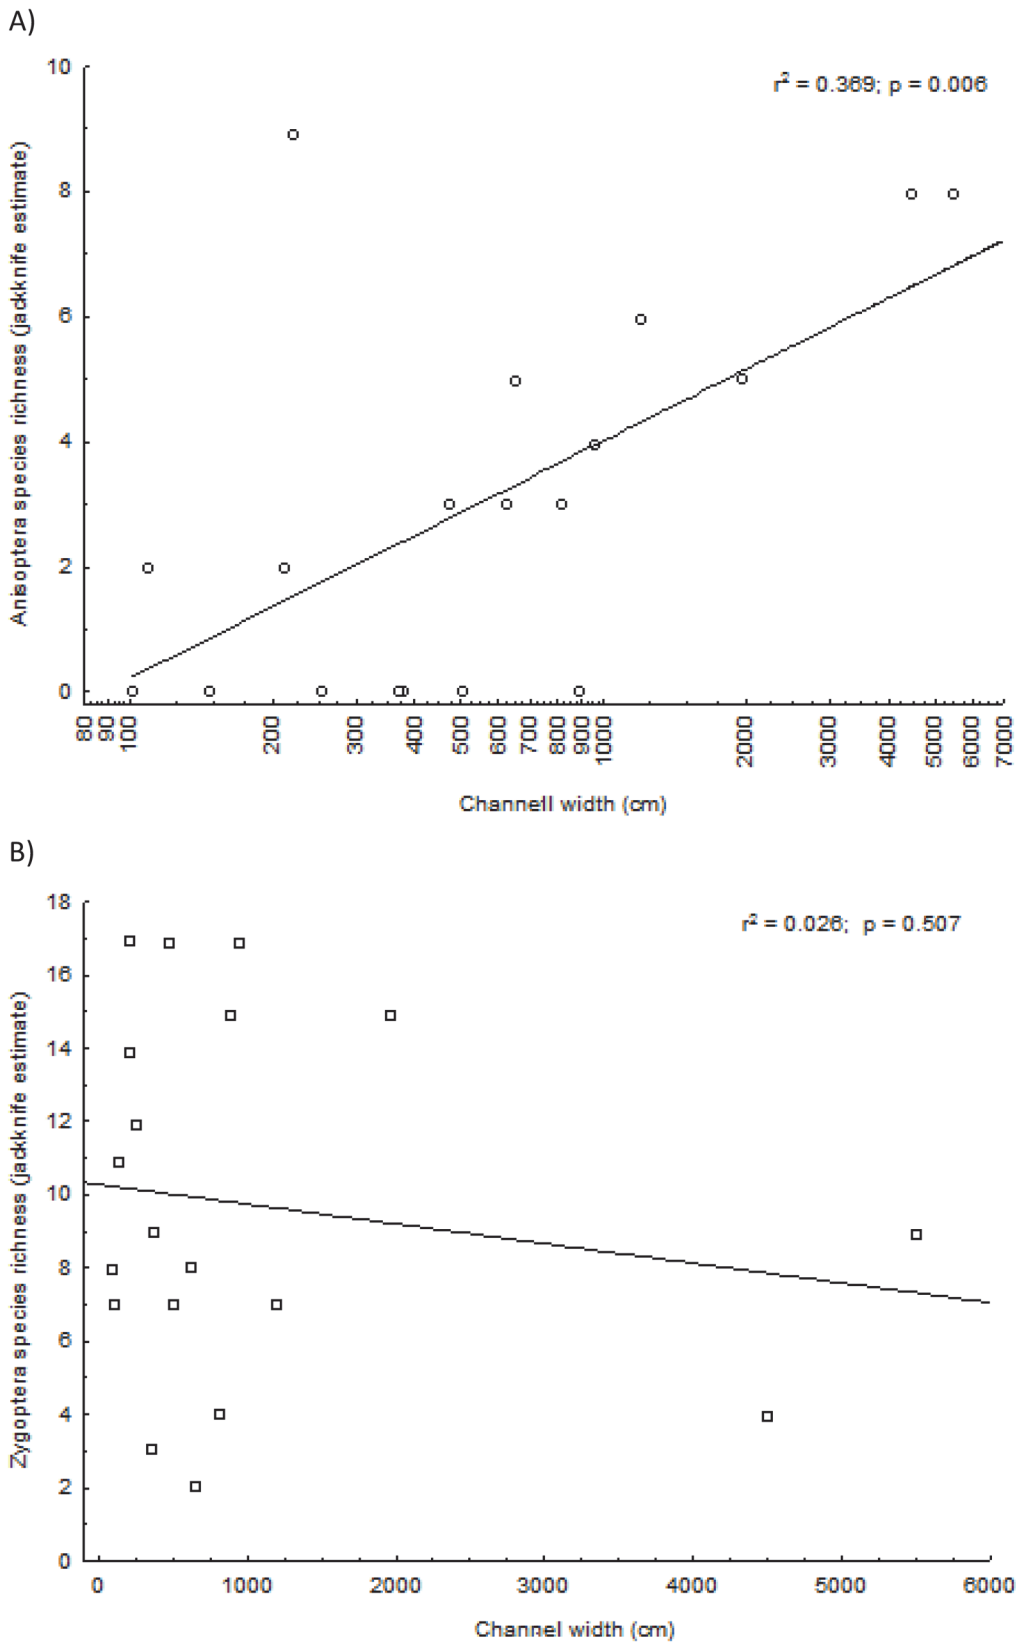 A)
r² = 0.369; p = 0.006
Anisoptera species richness (jackknife estimate)
10
8
6
4
2
0
80 90 100 200 300 400 500 600 700 800 900 1000 2000 3000 4000 5000 6000 7000
Channell width (cm)
B)
r² = 0.026; p = 0.507
Zygoptera species richness (jackknife estimate)
18
16
14
12
10
8
6
4
2
0
0 1000 2000 3000 4000 5000 6000
Channel width (cm)